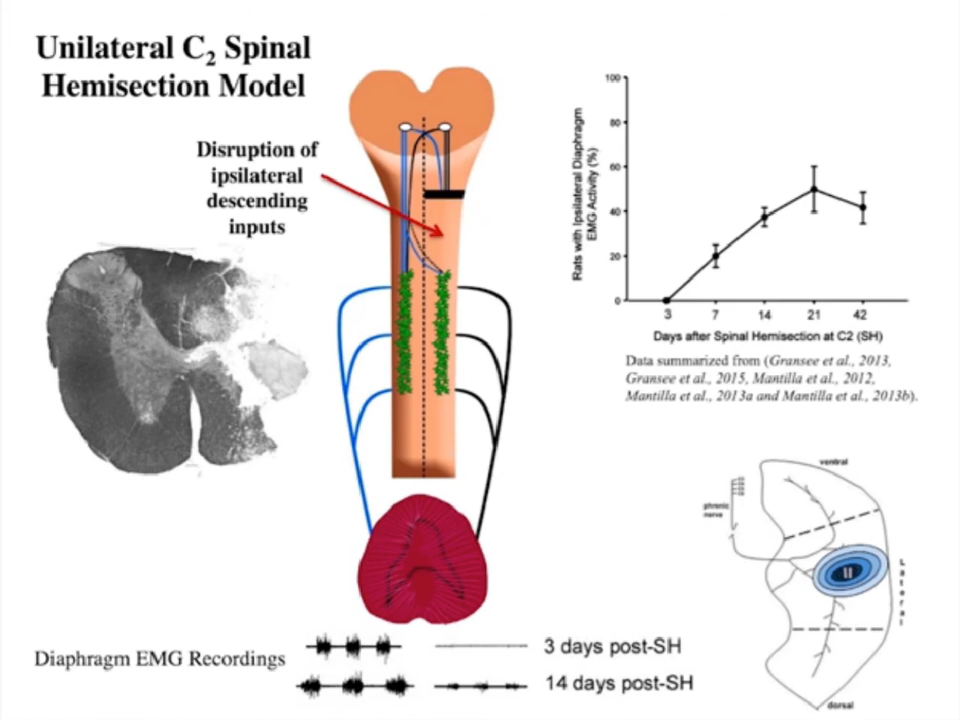 Unilateral C₂ Spinal
Hemisection Model
Disruption of
ipsilateral
descending
inputs
Rats with Ipsilateral Diaphragm
EMG Activity (%)
100
80
60
40
20
0
3 7 14 21 42
Days after Spinal Hemisection at C2 (SH)
Data summarized from (Gransee et al., 2013,
Gransee et al., 2015, Mantilla et al., 2012,
Mantilla et al., 2013a and Mantilla et al., 2013b).
ventral
phrenic
nerve
Lateral
dorsal
Diaphragm EMG Recordings
3 days post-SH
14 days post-SH